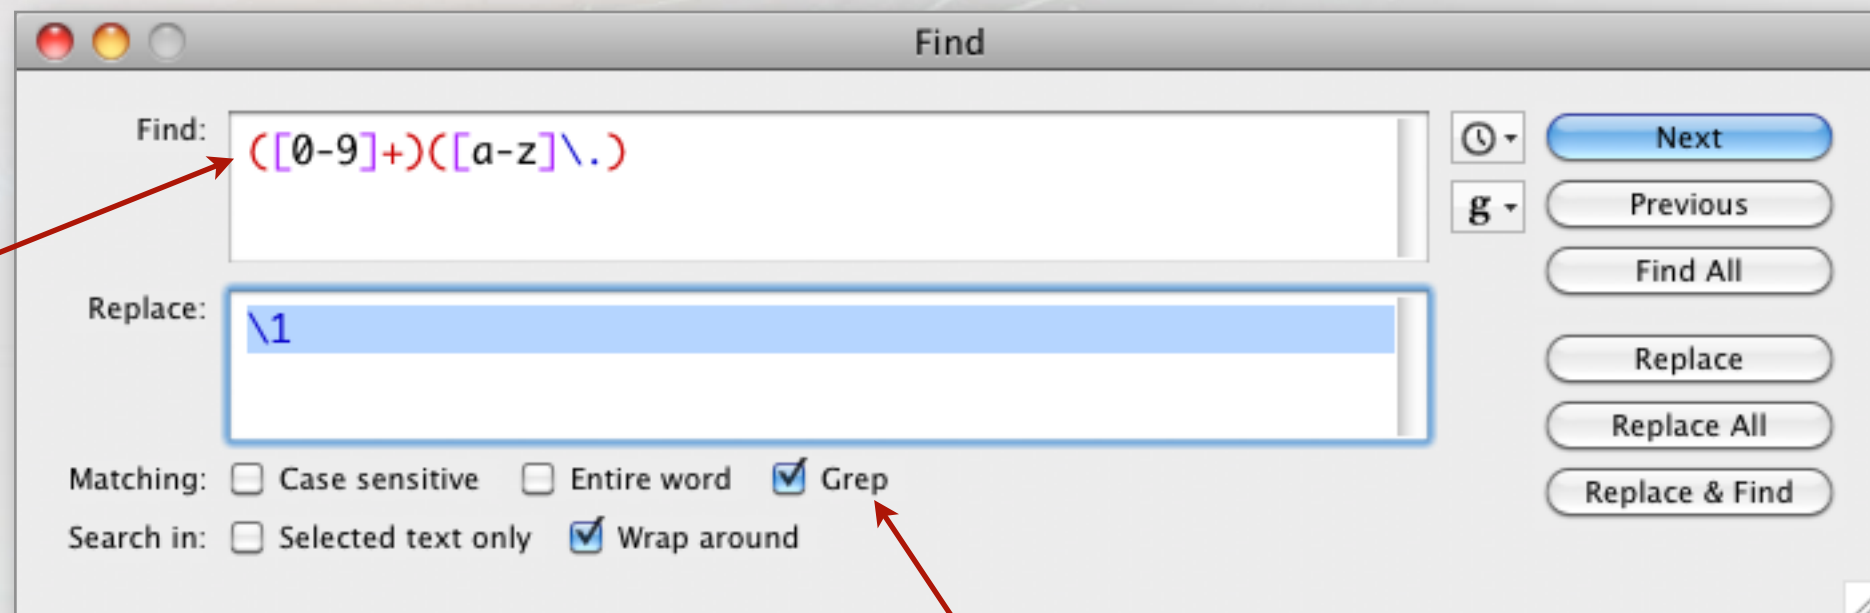 Find
Find:
([0-9]+)([a-z]\.)
Next
g
Previous
Find All
Replace:
\1
Replace
Replace All
Matching: Case sensitive Entire word Grep
Replace & Find
Search in: Selected text only Wrap around